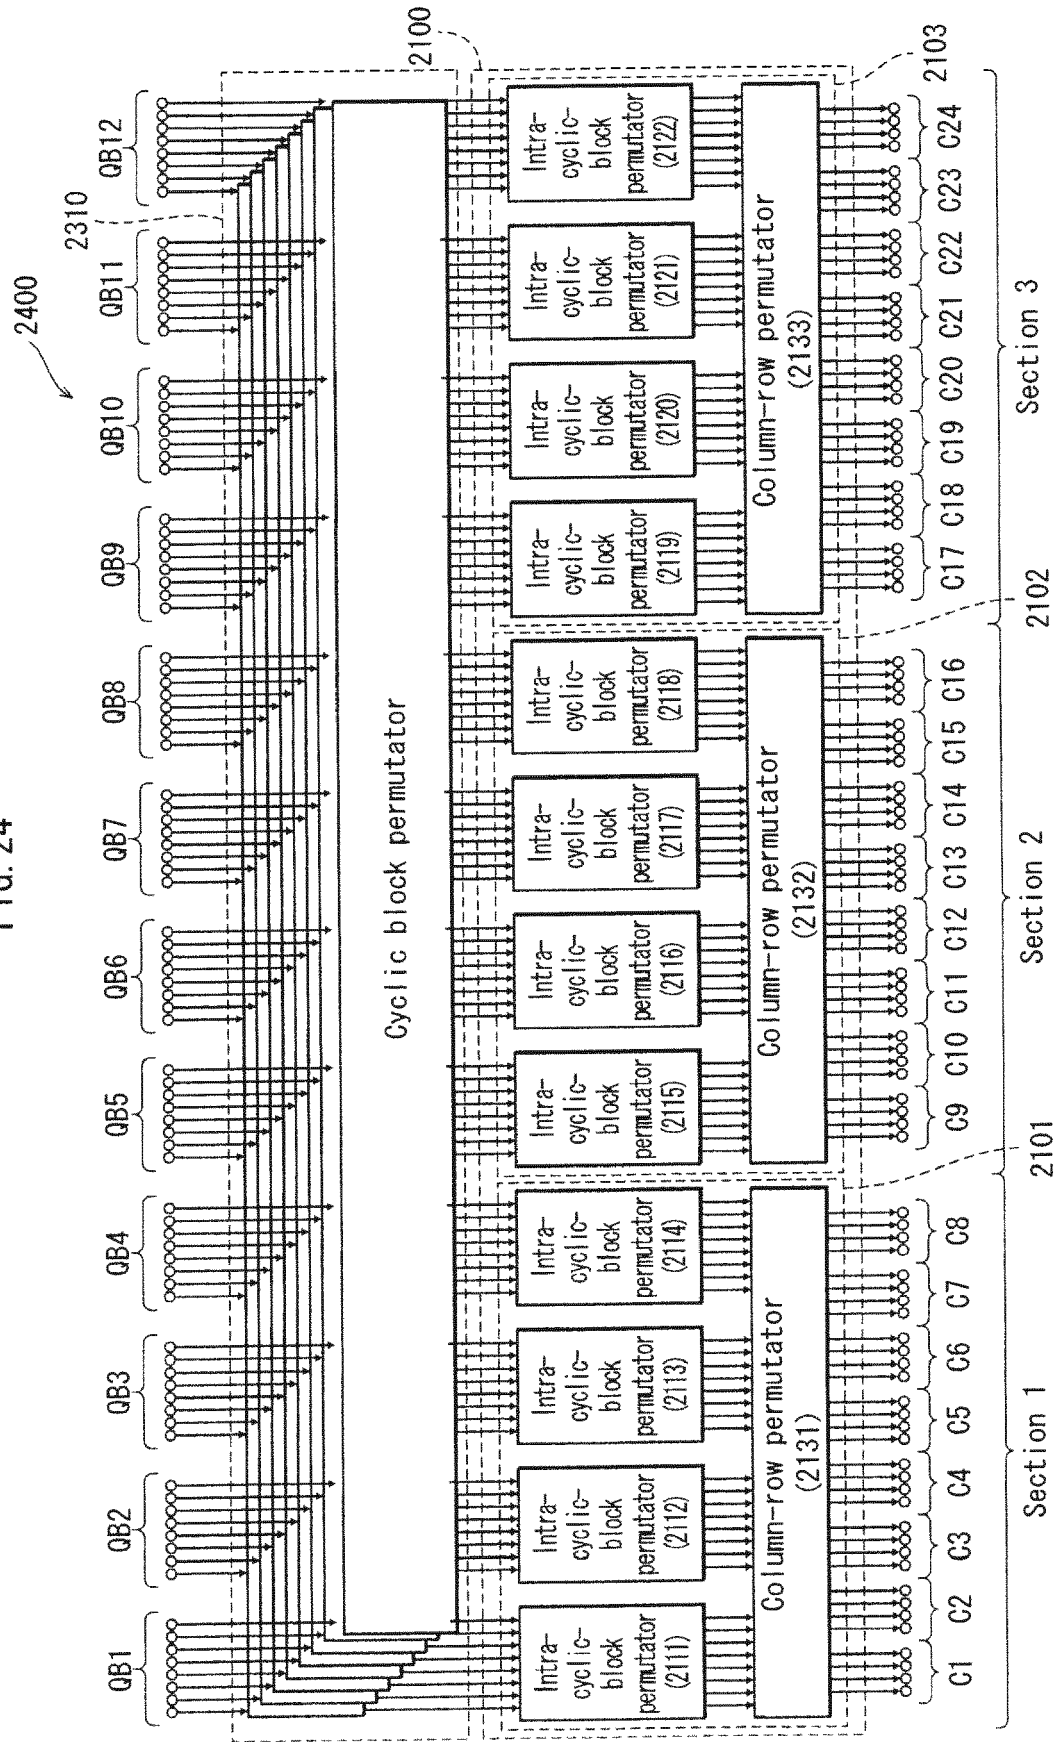 FIG. 24
2400
2310
QB1 QB2 QB3 QB4 QB5 QB6 QB7 QB8 QB9 QB10 QB11 QB12
Cyclic block permutator
2100
Intra-
cyclic-
block
permutator
(2111)
Intra-
cyclic-
block
permutator
(2112)
Intra-
cyclic-
block
permutator
(2113)
Intra-
cyclic-
block
permutator
(2114)
Intra-
cyclic-
block
permutator
(2115)
Intra-
cyclic-
block
permutator
(2116)
Intra-
cyclic-
block
permutator
(2117)
Intra-
cyclic-
block
permutator
(2118)
Intra-
cyclic-
block
permutator
(2119)
Intra-
cyclic-
block
permutator
(2120)
Intra-
cyclic-
block
permutator
(2121)
Intra-
cyclic-
block
permutator
(2122)
Column-row permutator
(2131)
Column-row permutator
(2132)
Column-row permutator
(2133)
C1 C2 C3 C4 C5 C6 C7 C8 C9 C10 C11 C12 C13 C14 C15 C16 C17 C18 C19 C20 C21 C22 C23 C24
2101
2102
2103
Section 1
Section 2
Section 3